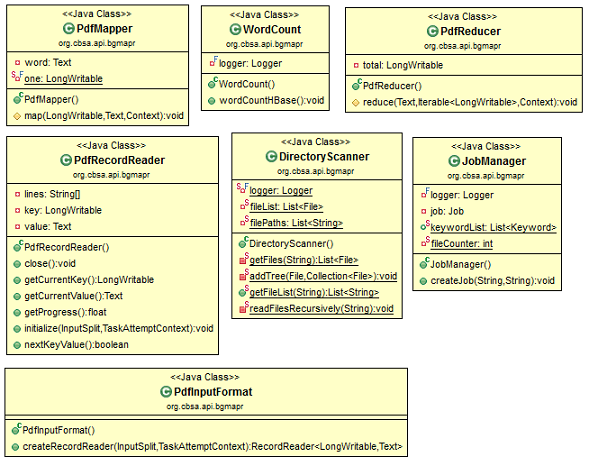 <<Java Class>>
PdfMapper
org.cbsa.api.bgmapr
word: Text
one: LongWritable
PdfMapper()
map(LongWritable,Text,Context):void
<<Java Class>>
WordCount
org.cbsa.api.bgmapr
logger: Logger
WordCount()
wordCountHBase():void
<<Java Class>>
PdfReducer
org.cbsa.api.bgmapr
total: LongWritable
PdfReducer()
reduce(Text,Iterable<LongWritable>,Context):void
<<Java Class>>
PdfRecordReader
org.cbsa.api.bgmapr
lines: String[]
key: LongWritable
value: Text
PdfRecordReader()
close():void
getCurrentKey():LongWritable
getCurrentValue():Text
getProgress():float
initialize(InputSplit,TaskAttemptContext):void
nextKeyValue():boolean
<<Java Class>>
DirectoryScanner
org.cbsa.api.bgmapr
logger: Logger
fileList: List<File>
filePaths: List<String>
DirectoryScanner()
getFiles(String):List<File>
addTree(File,Collection<File>):void
getFileList(String):List<String>
readFilesRecursively(String):void
<<Java Class>>
JobManager
org.cbsa.api.bgmapr
logger: Logger
job: Job
keywordList: List<Keyword>
fileCounter: int
JobManager()
createJob(String,String):void
<<Java Class>>
PdfInputFormat
org.cbsa.api.bgmapr
PdfInputFormat()
createRecordReader(InputSplit,TaskAttemptContext):RecordReader<LongWritable,Text>